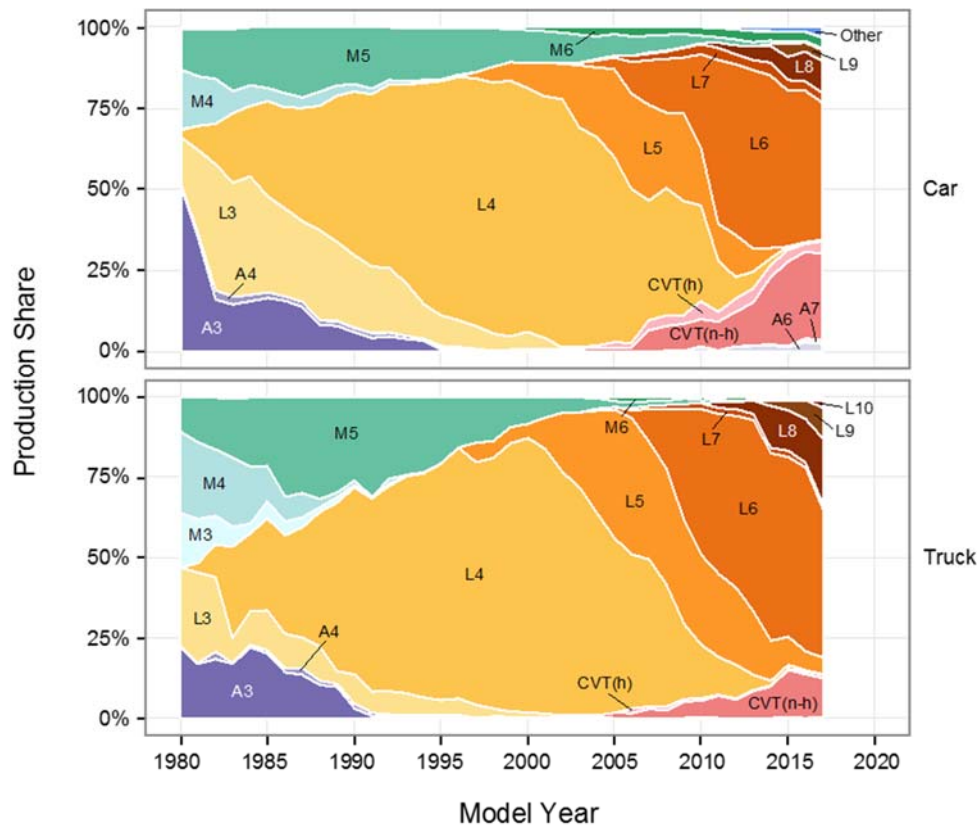 Production Share
100%
75%
50%
25%
0%
M4
M5
M6
Other
L9
L8
L7
L6
L5
L4
L3
A4
A3
CVT(h)
CVT(n-h)
A6
A7
Car
100%
75%
50%
25%
0%
M5
M4
M3
L3
A3
A4
L4
L5
M6
L7
L6
L8
L10
L9
CVT(h)
CVT(n-h)
Truck
1980 1985 1990 1995 2000 2005 2010 2015 2020
Model Year